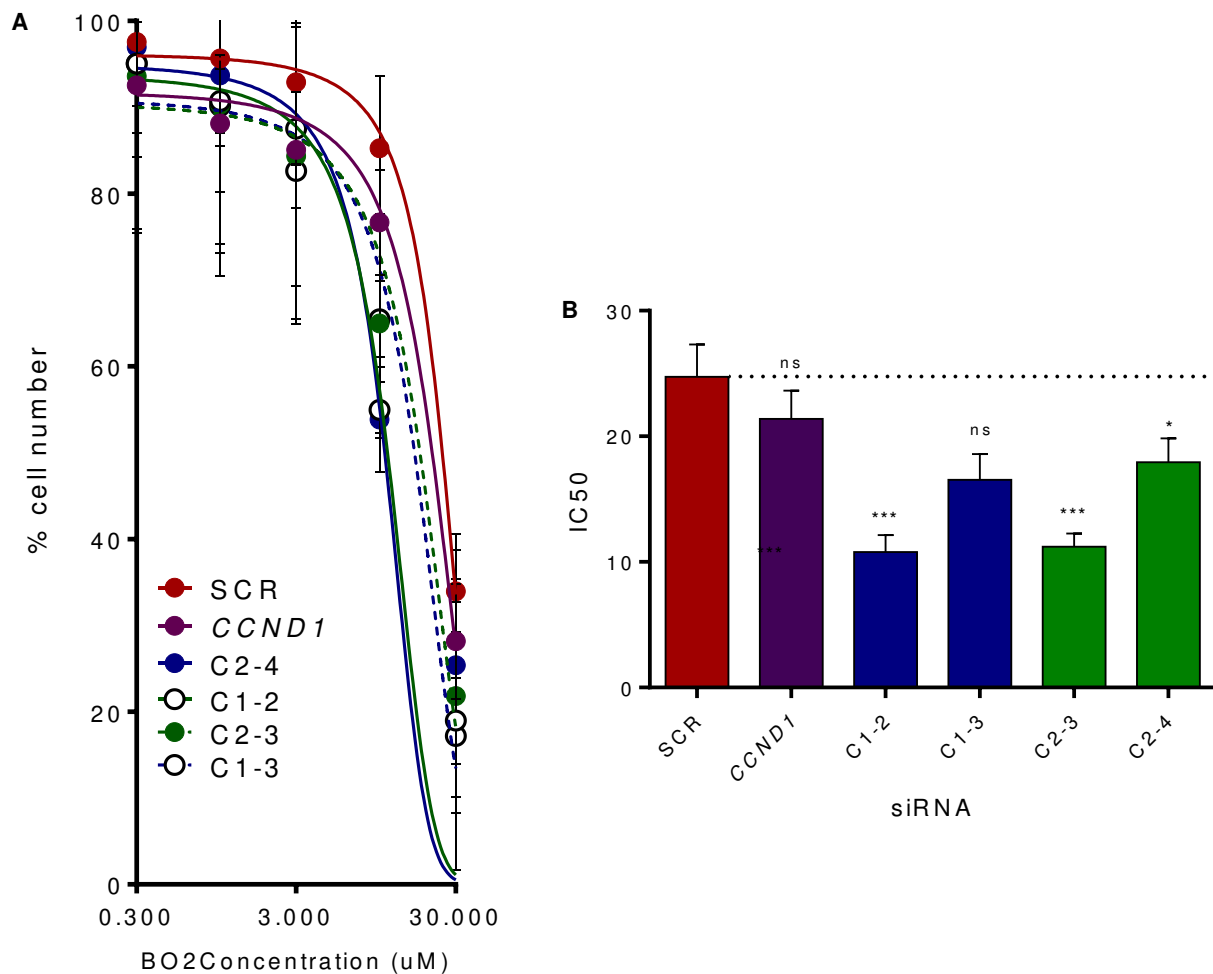 A
100
80
60
40
20
0
% cell number
SCR
CCND1
C2-4
C1-2
C2-3
C1-3
0.300 3.000 30.000
BO2Concentration (uM)
B
30
20
10
0
IC50
ns
***
***
ns
***
*
SCR CCND1 C1-2 C1-3 C2-3 C2-4
siRNA